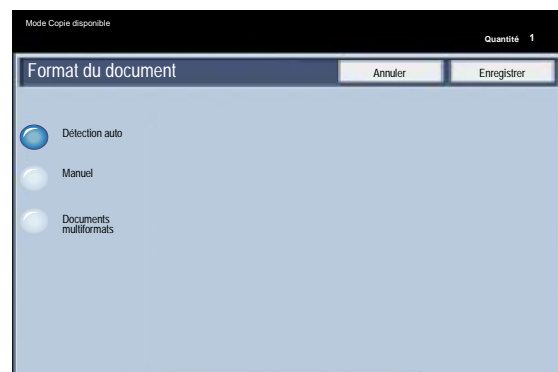 Mode Copie disponible
Quantité 1
Format du document
Annuler
Enregistrer
Détection auto
Manuel
Documents
multiformats